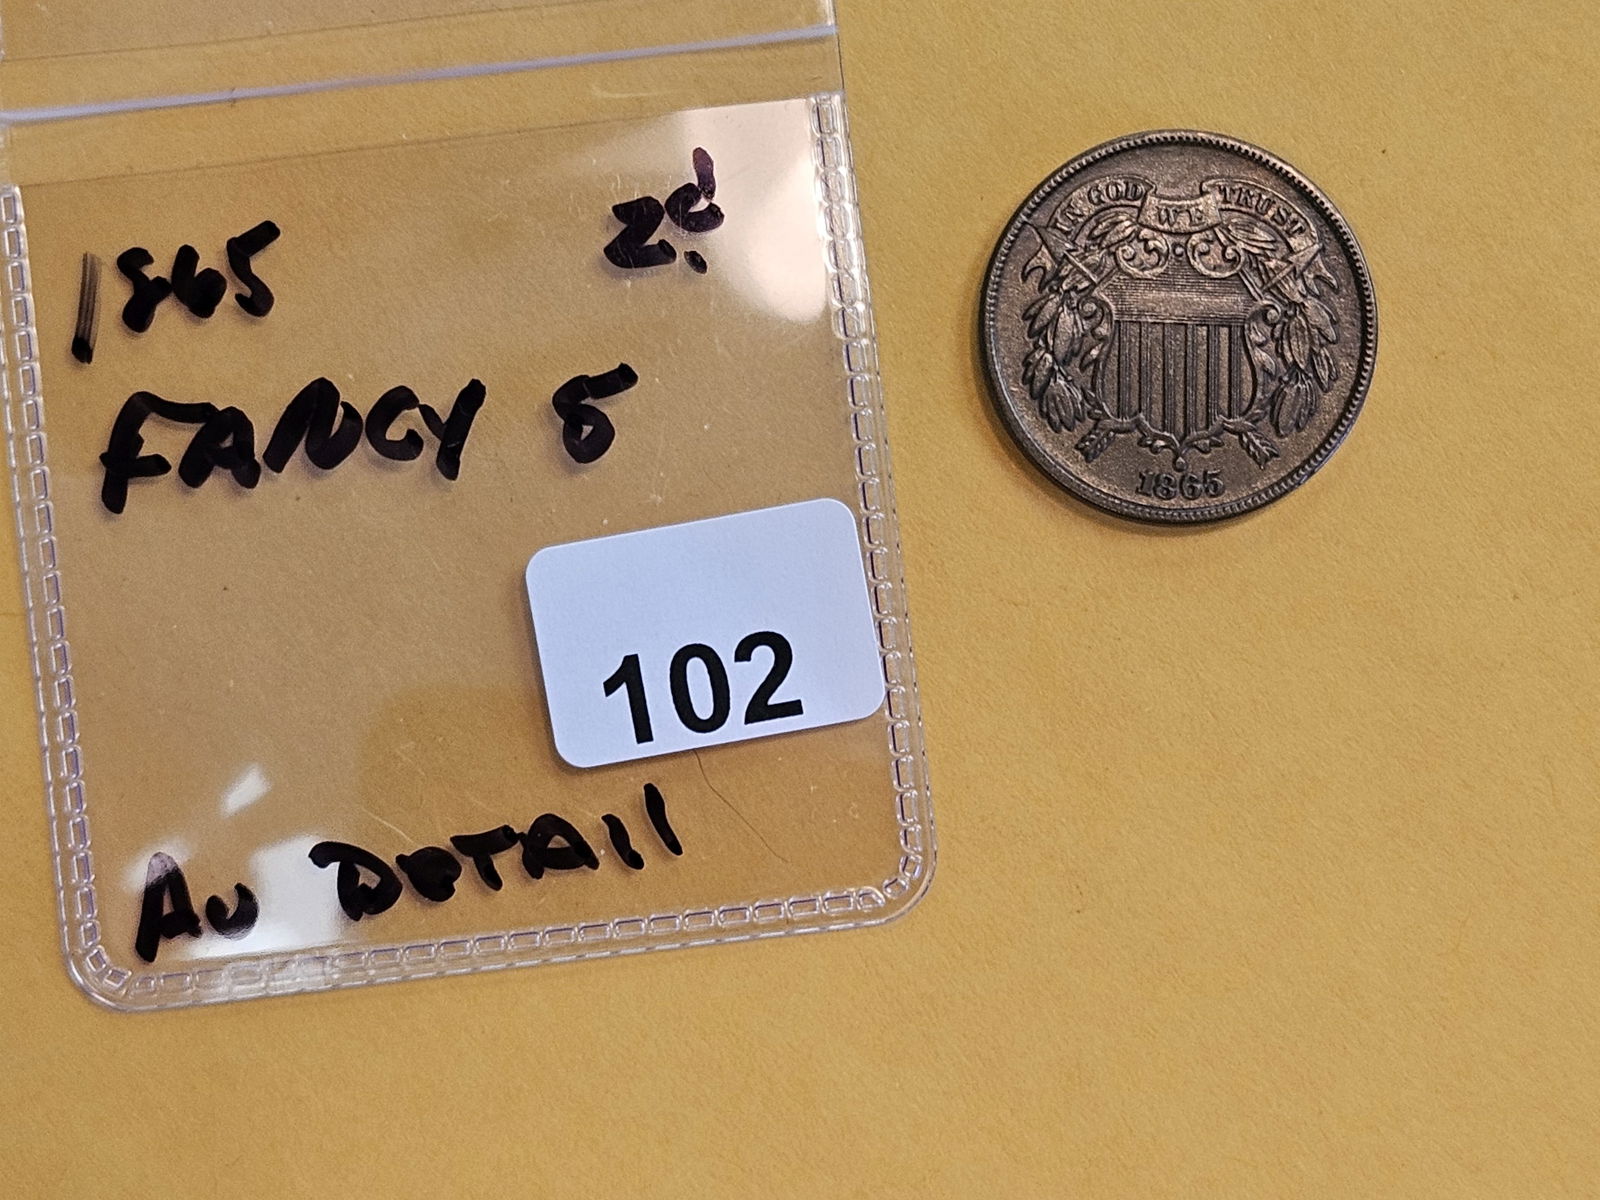 1865 2¢.
FANCY 5
102
AU DETAIL
IN GOD WE TRUST
1865